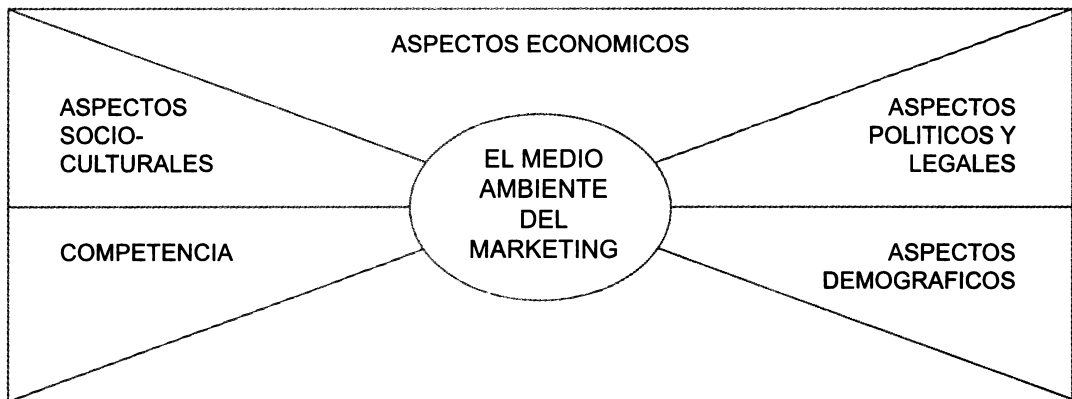 ASPECTOS ECONOMICOS
ASPECTOS
SOCIO-
CULTURALES
EL MEDIO
AMBIENTE
DEL
MARKETING
ASPECTOS
POLITICOS Y
LEGALES
COMPETENCIA
ASPECTOS
DEMOGRAFICOS